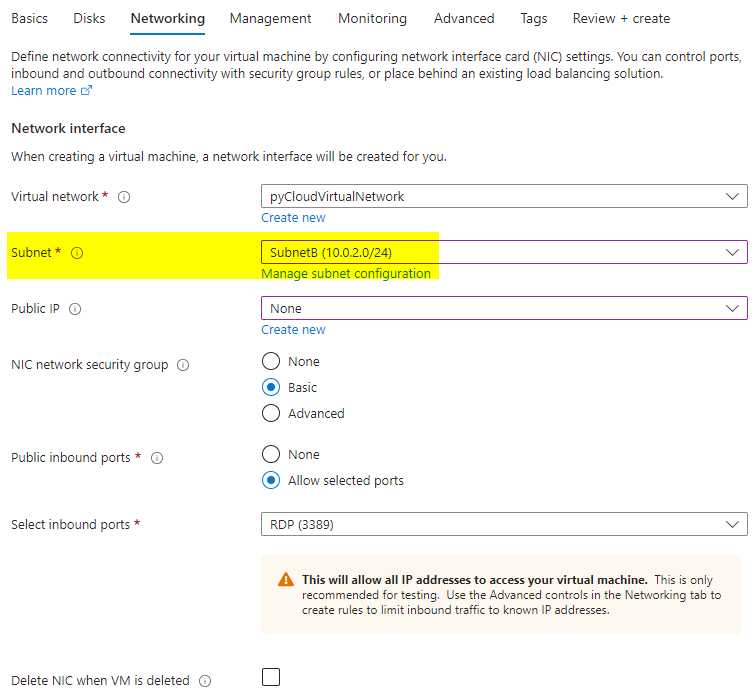 Basics Disks Networking Management Monitoring Advanced Tags Review + create
Define network connectivity for your virtual machine by configuring network interface card (NIC) settings. You can control ports,
inbound and outbound connectivity with security group rules, or place behind an existing load balancing solution.
Learn more
Network interface
When creating a virtual machine, a network interface will be created for you.
Virtual network * pyCloudVirtualNetwork
Create new
Subnet * SubnetB (10.0.2.0/24)
Manage subnet configuration
Public IP None
Create new
NIC network security group None
Basic
Advanced
Public inbound ports * None
Allow selected ports
Select inbound ports * RDP (3389)
This will allow all IP addresses to access your virtual machine. This is only
recommended for testing. Use the Advanced controls in the Networking tab to
create rules to limit inbound traffic to known IP addresses.
Delete NIC when VM is deleted